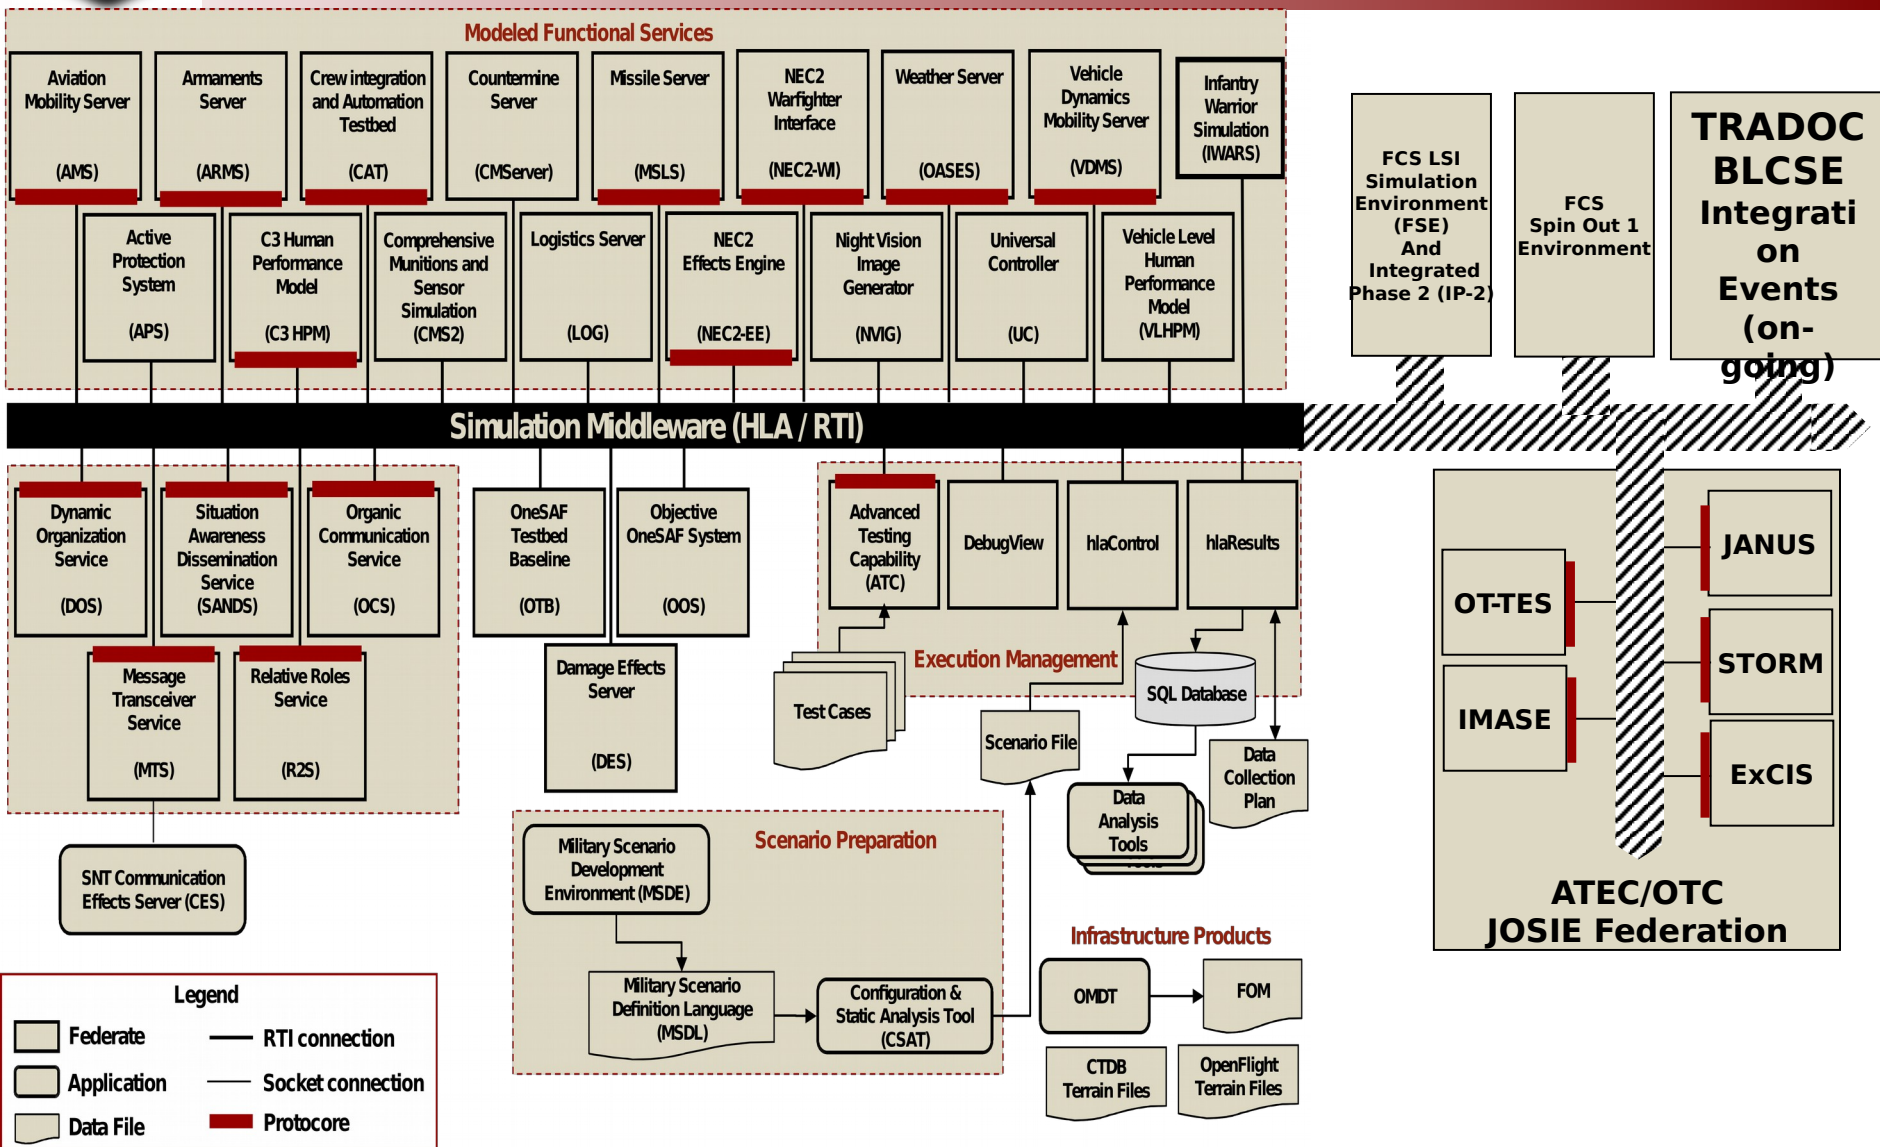 Modeled Functional Services
Aviation
Mobility Server
(AMS)
Armaments
Server
(ARMS)
Crew integration
and Automation
Testbed
(CAT)
Countermine
Server
(CMServer)
Missile Server
(MSLS)
NEC2
Warfighter
Interface
(NEC2-WI)
Weather Server
(OASES)
Vehicle
Dynamics
Mobility Server
(VDMS)
Infantry
Warrior
Simulation
(IWARS)
Active
Protection
System
(APS)
C3 Human
Performance
Model
(C3 HPM)
Comprehensive
Munitions and
Sensor
Simulation
(CMS2)
Logistics Server
(LOG)
NEC2
Effects Engine
(NEC2-EE)
Night Vision
Image
Generator
(NVIG)
Universal
Controller
(UC)
Vehicle Level
Human
Performance
Model
(VLHPM)
FCS LSI
Simulation
Environment
(FSE)
And
Integrated
Phase 2 (IP-2)
FCS
Spin Out 1
Environment
TRADOC
BLCSE
Integrati
on
Events
(on-
going)
Simulation Middleware (HLA / RTI)
Dynamic
Organization
Service
(DOS)
Situation
Awareness
Dissemination
Service
(SANDS)
Organic
Communication
Service
(OCS)
Message
Transceiver
Service
(MTS)
Relative Roles
Service
(R2S)
SNT Communication
Effects Server (CES)
OneSAF
Testbed
Baseline
(OTB)
Objective
OneSAF System
(OOS)
Damage Effects
Server
(DES)
Advanced
Testing
Capability
(ATC)
DebugView
hlaControl
hlaResults
Execution Management
Test Cases
Scenario File
SQL Database
Data
Collection
Plan
Data
Analysis
Tools
Tools
Scenario Preparation
Military Scenario
Development
Environment (MSDE)
Military Scenario
Definition Language
(MSDL)
Configuration &
Static Analysis Tool
(CSAT)
Infrastructure Products
OMDT
FOM
CTDB
Terrain Files
OpenFlight
Terrain Files
OT-TES
IMASE
JANUS
STORM
ExCIS
ATEC/OTC
JOSIE Federation
Legend
Federate
RTI connection
Application
Socket connection
Data File
Protocore